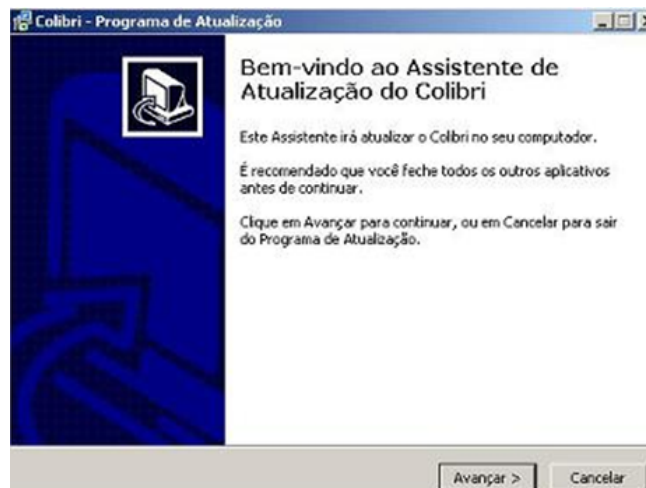 Colibri - Programa de Atualização
Bem-vindo ao Assistente de
Atualização do Colibri
Este Assistente irá atualizar o Colibri no seu computador.
É recomendado que você feche todos os outros aplicativos
antes de continuar.
Clique em Avançar para continuar, ou em Cancelar para sair
do Programa de Atualização.
Avançar >
Cancelar